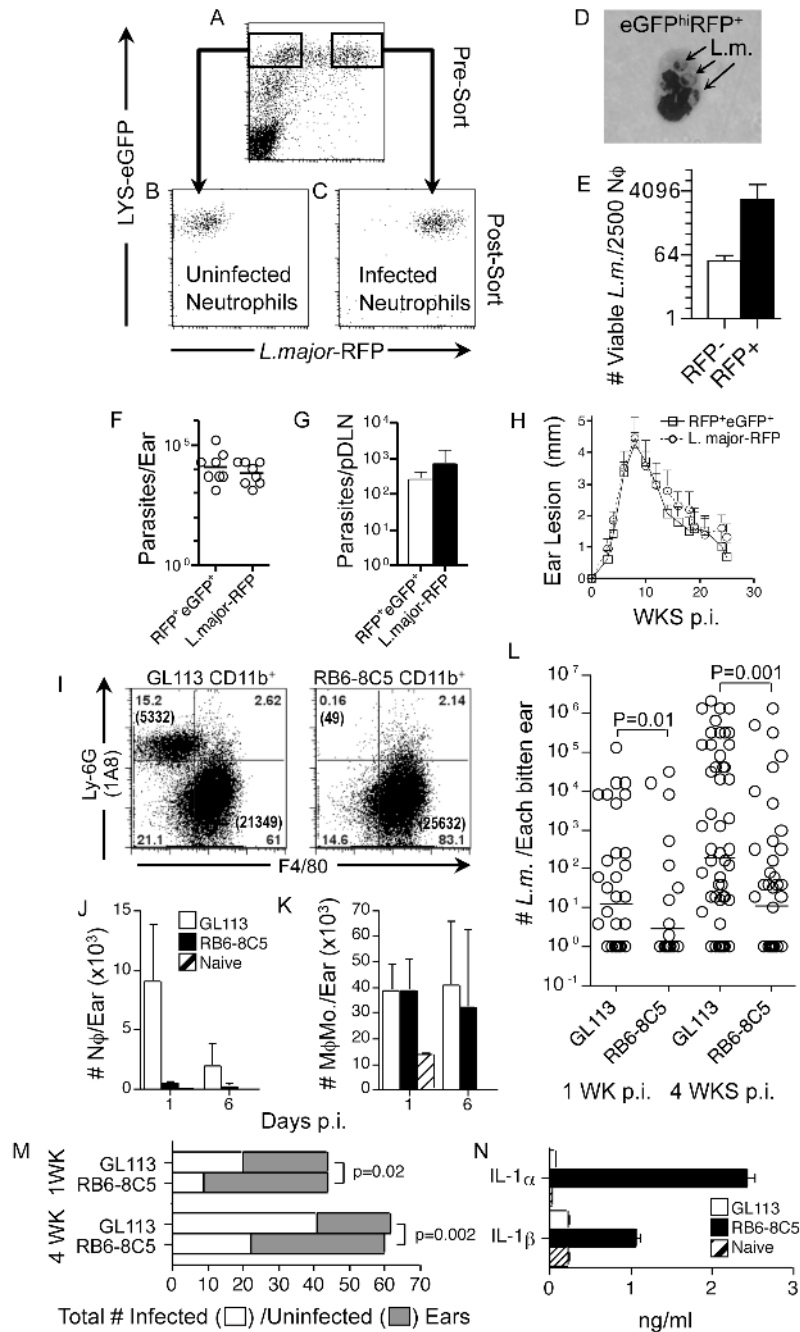 A
LYS-eGFP
Pre-Sort
B
C
Uninfected
Neutrophils
Infected
Neutrophils
Post-Sort
L.major-RFP
D
eGFPhiRFP+
L.m.
E
# Viable L.m./2500 Nφ
4096
64
1
RFP-
RFP+
F
Parasites/Ear
10^5
10^0
RFP+eGFP+
L.major-RFP
G
Parasites/pDLN
10^4
10^3
10^2
10^1
10^0
RFP+eGFP+
L.major-RFP
H
RFP+eGFP+
L. major-RFP
Ear Lesion (mm)
5
4
3
2
1
0
0 10 20 30
WKS p.i.
I
GL113 CD11b+
RB6-8C5 CD11b+
15.2
2.62
(5332)
(21349)
21.1
61
0.16
2.14
(49)
(25632)
14.6
83.1
Ly-6G
(1A8)
F4/80
J
GL113
RB6-8C5
Naive
# Nφ/Ear (x10^3)
15
10
5
0
1 6
K
# MφMo./Ear (x10^3)
70
60
50
40
30
20
10
0
1 6
Days p.i.
L
# L.m. /Each bitten ear
10^7
10^6
10^5
10^4
10^3
10^2
10^1
10^0
10^-1
P=0.01
P=0.001
GL113
RB6-8C5
GL113
RB6-8C5
1 WK p.i.
4 WKS p.i.
M
1WK
GL113
RB6-8C5
p=0.02
4 WK
GL113
RB6-8C5
p=0.002
0 10 20 30 40 50 60 70
Total # Infected ( ) /Uninfected ( ) Ears
N
IL-1α
IL-1β
GL113
RB6-8C5
Naive
0 1 2 3
ng/ml